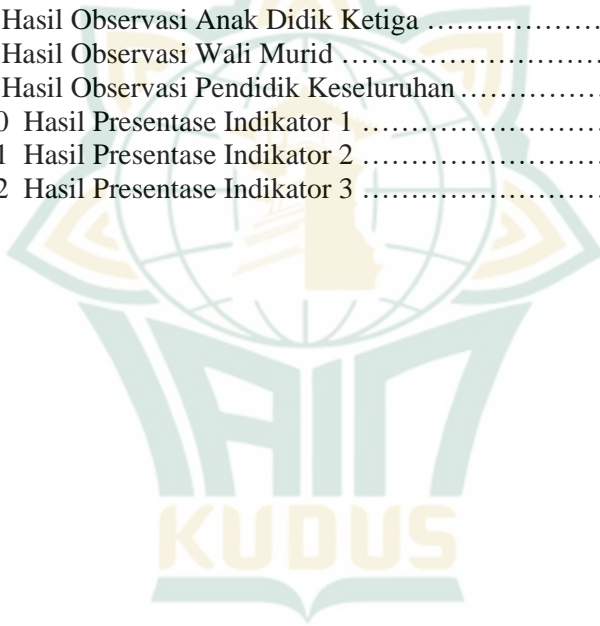 Hasil Observasi Anak Didik Ketiga ………………
Hasil Observasi Wali Murid ………………………
Hasil Observasi Pendidik Keseluruhan ……………
0 Hasil Presentase Indikator 1 ……………………
1 Hasil Presentase Indikator 2 ……………………
2 Hasil Presentase Indikator 3 ……………………
IAIN
KUDUS